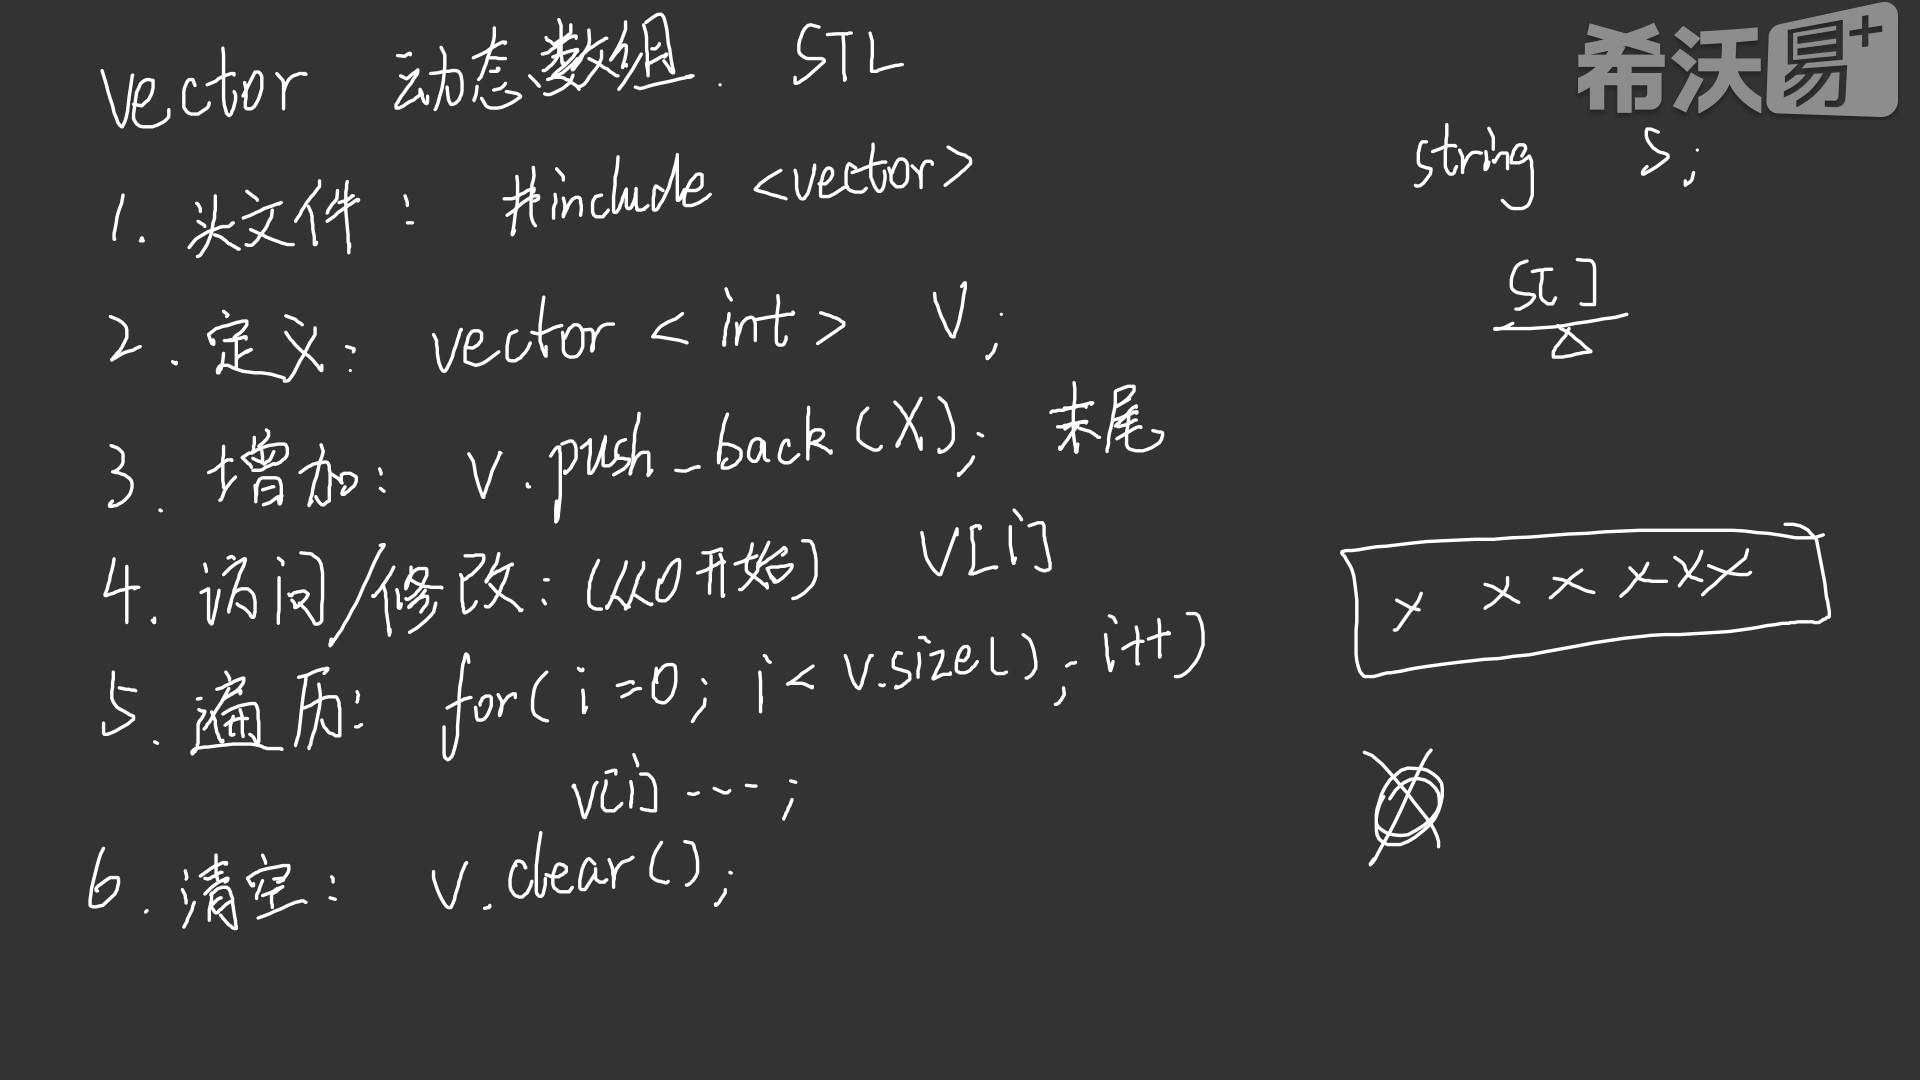 vector 动态数组. STL
1. 头文件: #include <vector>
2. 定义: vector < int > V;
3. 增加: v.push_back(X); 末尾
4. 访问/修改:(从0开始) V[i]
5. 遍历: for(i=0; i< v.size(); i++)
v[i] ----;
6. 清空: v.clear();
希沃易+
string s;
s[ ]
x x x x x x